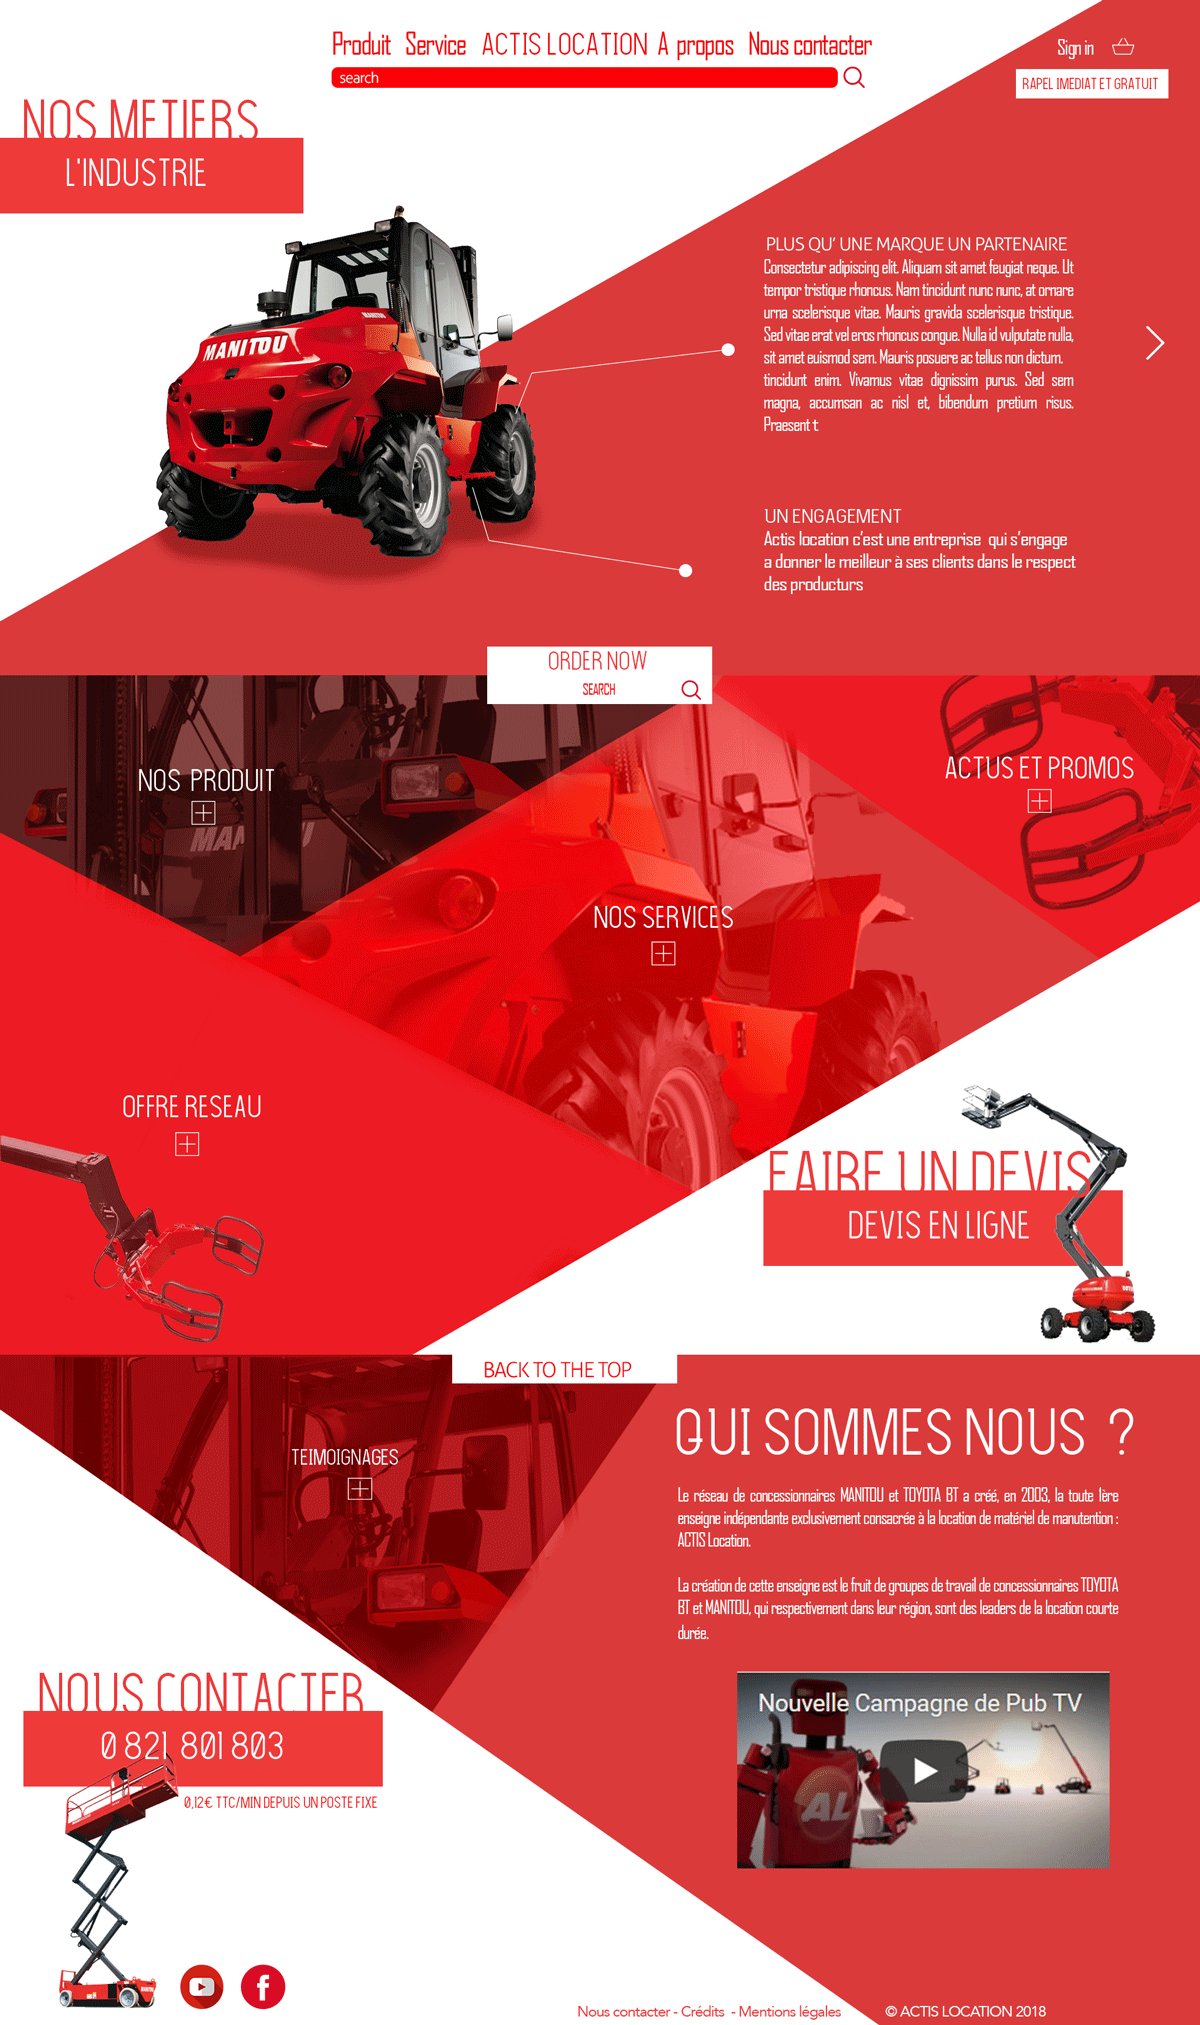 Produit Service ACTIS LOCATION A propos Nous contacter
Sign in
search
RAPEL IMEDIAT ET GRATUIT
NOS METIERS
L'INDUSTRIE
MANITOU
MANITOU
PLUS QU' UNE MARQUE UN PARTENAIRE
Consectetur adipiscing elit. Aliquam sit amet feugiat neque. Ut
tempor tristique rhoncus. Nam tincidunt nunc nunc, at ornare
urna scelerisque vitae. Mauris gravida scelerisque tristique.
Sed vitae erat vel eros rhoncus congue. Nulla id vulputate nulla,
sit amet euismod sem. Mauris posuere ac tellus non dictum.
tincidunt enim. Vivamus vitae dignissim purus. Sed sem
magna, accumsan ac nisl et, bibendum pretium risus.
Praesent t
UN ENGAGEMENT
Actis location c'est une entreprise qui s'engage
a donner le meilleur à ses clients dans le respect
des producturs
ORDER NOW
SEARCH
NOS PRODUIT
ACTUS ET PROMOS
NOS SERVICES
OFFRE RESEAU
FAIRE UN DEVIS
DEVIS EN LIGNE
BACK TO THE TOP
TEIMOIGNAGES
QUI SOMMES NOUS ?
Le réseau de concessionnaires MANITOU et TOYOTA BT a créé, en 2003, la toute 1ère
enseigne indépendante exclusivement consacrée à la location de matériel de manutention :
ACTIS Location.
La création de cette enseigne est le fruit de groupes de travail de concessionnaires TOYOTA
BT et MANITOU, qui respectivement dans leur région, sont des leaders de la location courte
durée.
NOUS CONTACTER
0 821 801 803
0,12€ TTC/MIN DEPUIS UN POSTE FIXE
Nouvelle Campagne de Pub TV
AL
MANITOU
Nous contacter - Crédits - Mentions légales
© ACTIS LOCATION 2018